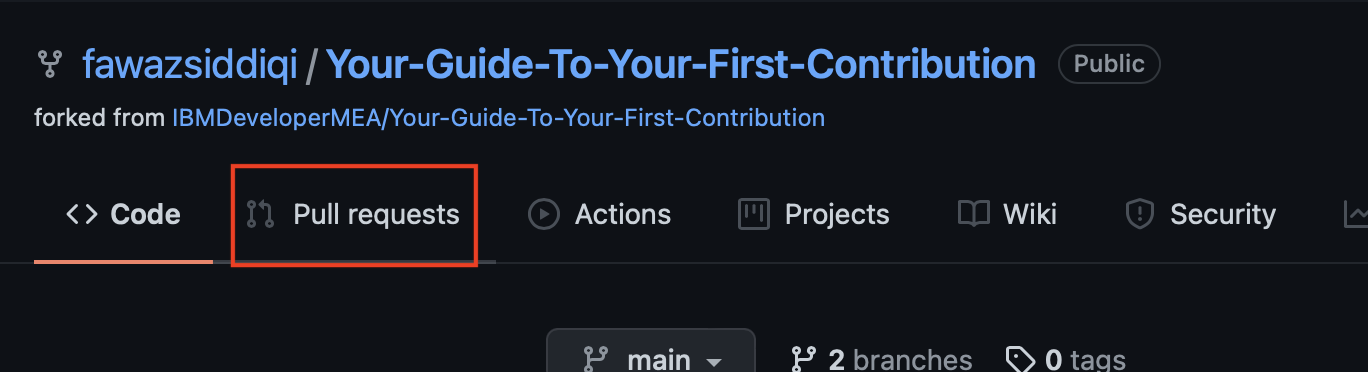 fawazsiddiqi / Your-Guide-To-Your-First-Contribution Public
forked from IBMDeveloperMEA/Your-Guide-To-Your-First-Contribution
Code Pull requests Actions Projects Wiki Security
main 2 branches 0 tags